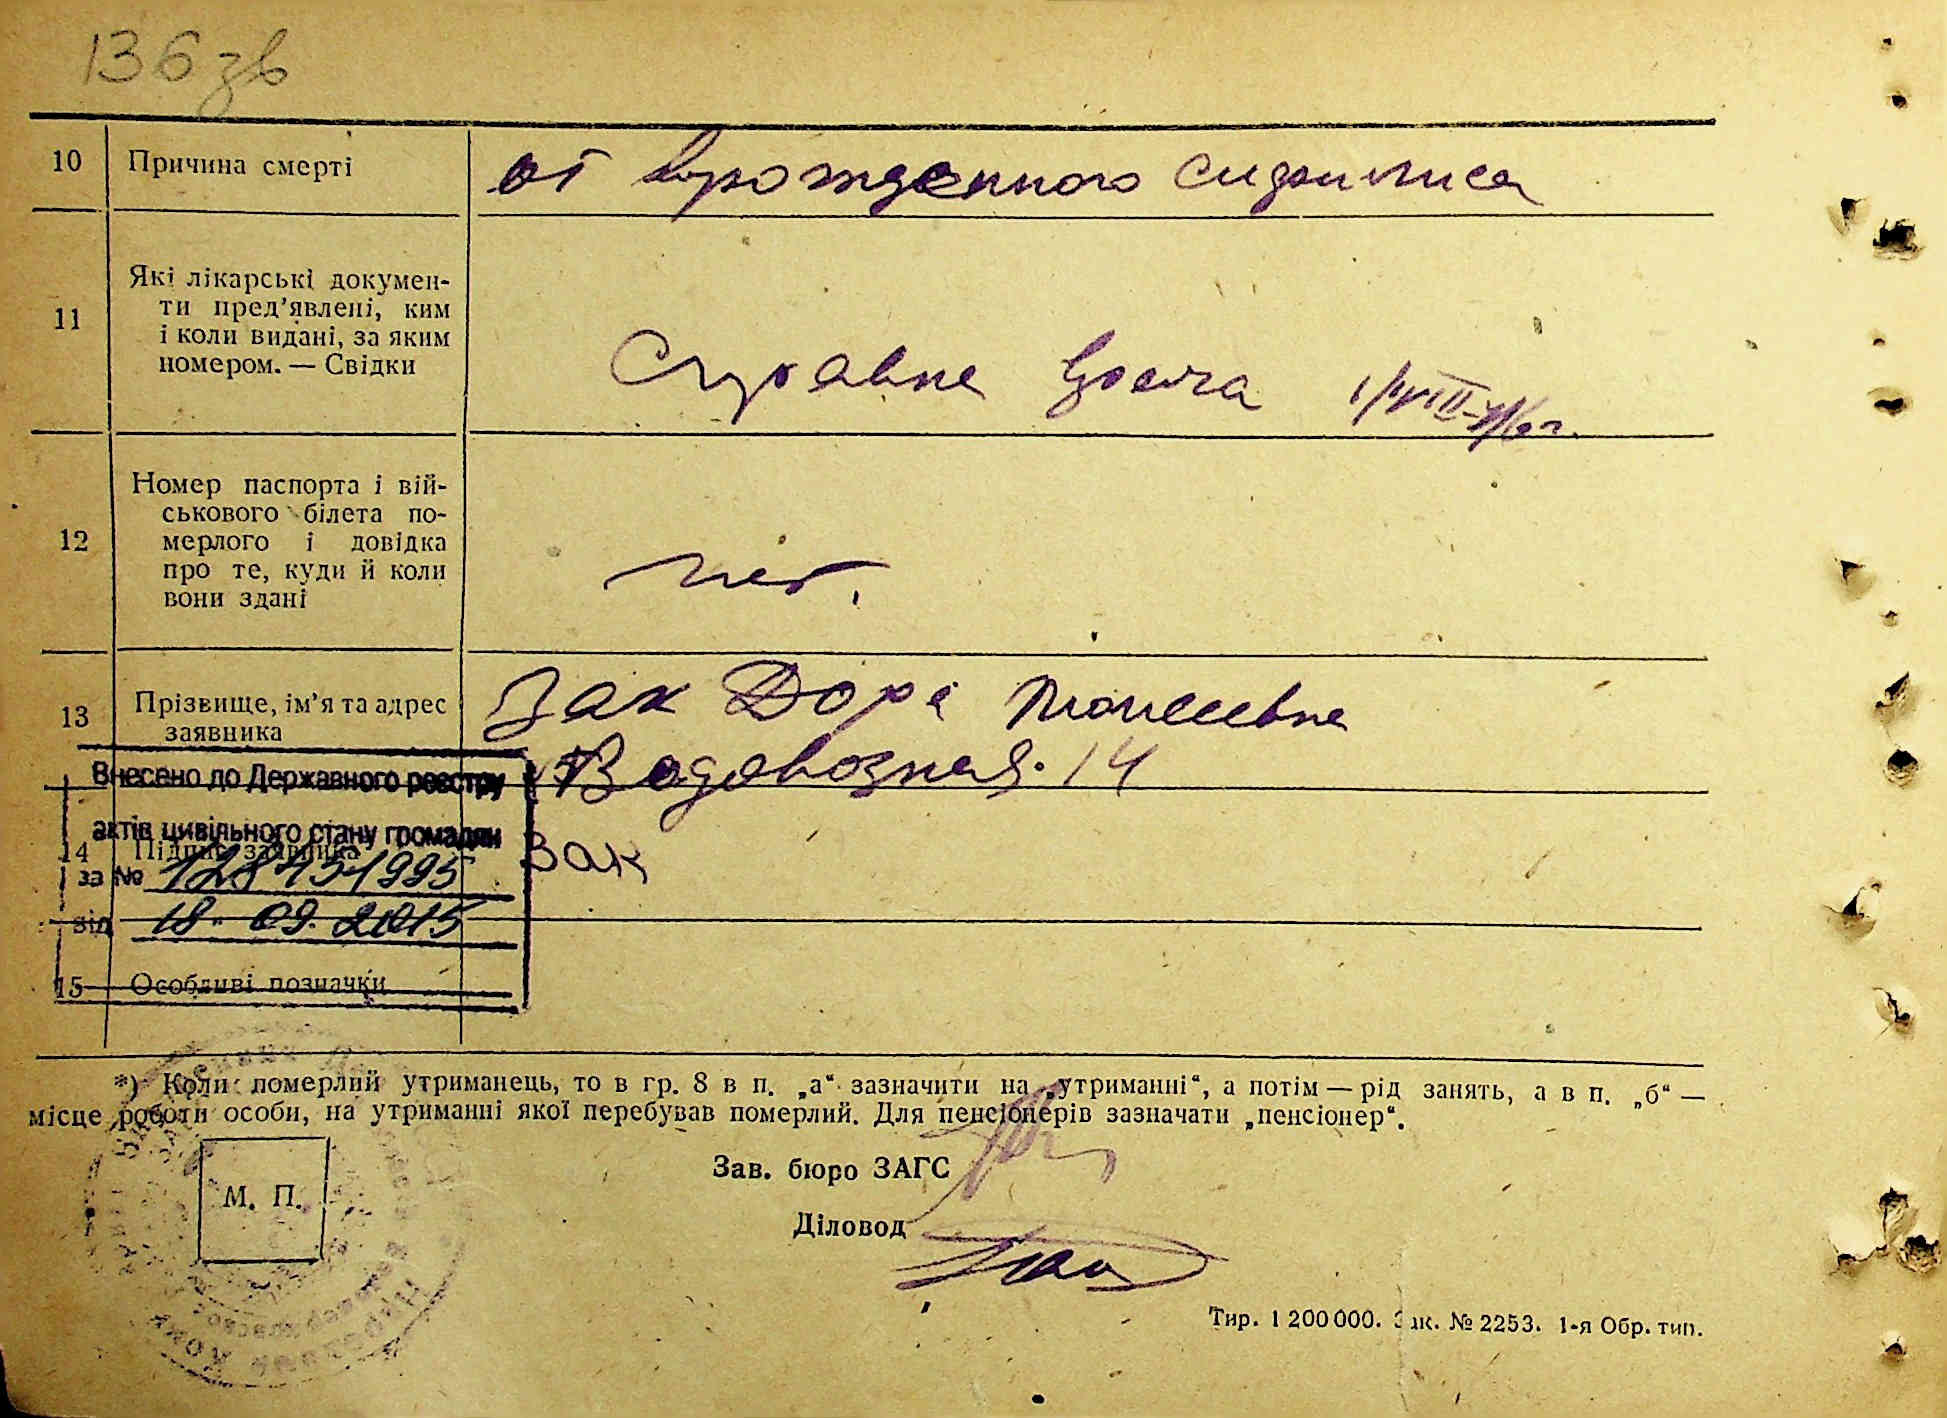 136 зв
10 Причина смерті от врожденного сифилиса
11 Які лікарські докумен-
ти пред’явлені, ким
і коли видані, за яким
номером. — Свідки
Справка врача
12 Номер паспорта і вій-
ськового білета по-
мерлого і довідка
про те, куди й коли
вони здані
нет.
13 Прізвище, ім’я та адрес
заявника
Зак Дора Моисеевна
Водовозная 14
Внесено до Державного реєстру
актів цивільного стану громадян
14 Підпис заявника Зак
за №
від 18. 09. 2015
15 Особливі позначки
*) Коли померлий утриманець, то в гр. 8 в п. „а“ зазначити на „утриманні“, а потім — рід занять, а в п. „б“ —
місце роботи особи, на утриманні якої перебував померлий. Для пенсіонерів зазначати „пенсіонер“.
М. П.
Зав. бюро ЗАГС
Діловод
Тир. 1 200 000. Зак. № 2253. 1-я Обр. тип.